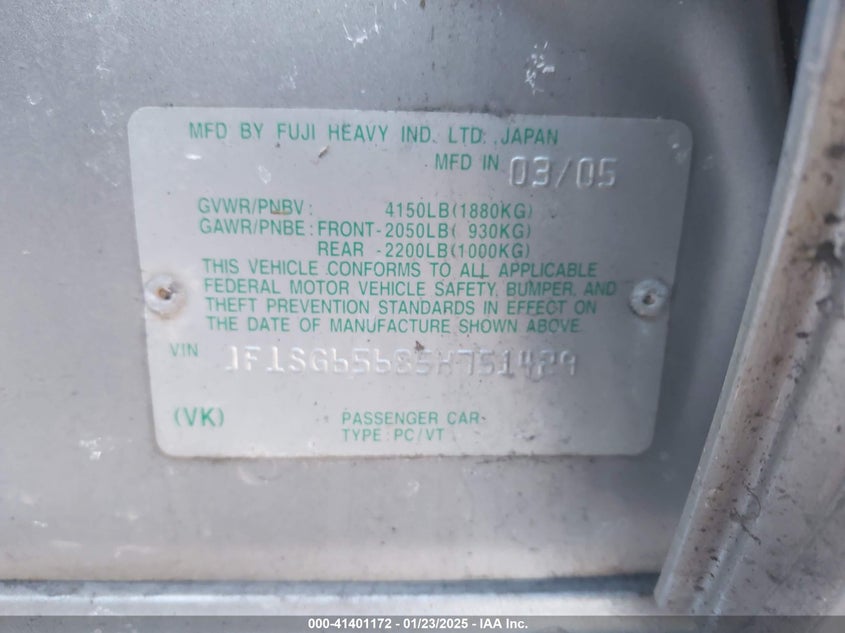 MFD BY FUJI HEAVY IND. LTD. JAPAN
MFD IN 03/05
GVWR/PNBV: 4150LB(1880KG)
GAWR/PNBE: FRONT-2050LB( 930KG)
REAR -2200LB(1000KG)
THIS VEHICLE CONFORMS TO ALL APPLICABLE
FEDERAL MOTOR VEHICLE SAFETY, BUMPER, AND
THEFT PREVENTION STANDARDS IN EFFECT ON
THE DATE OF MANUFACTURE SHOWN ABOVE.
VIN JF1SG65685H751429
(VK) PASSENGER CAR
TYPE: PC/VT
000-41401172 - 01/23/2025 - IAA Inc.